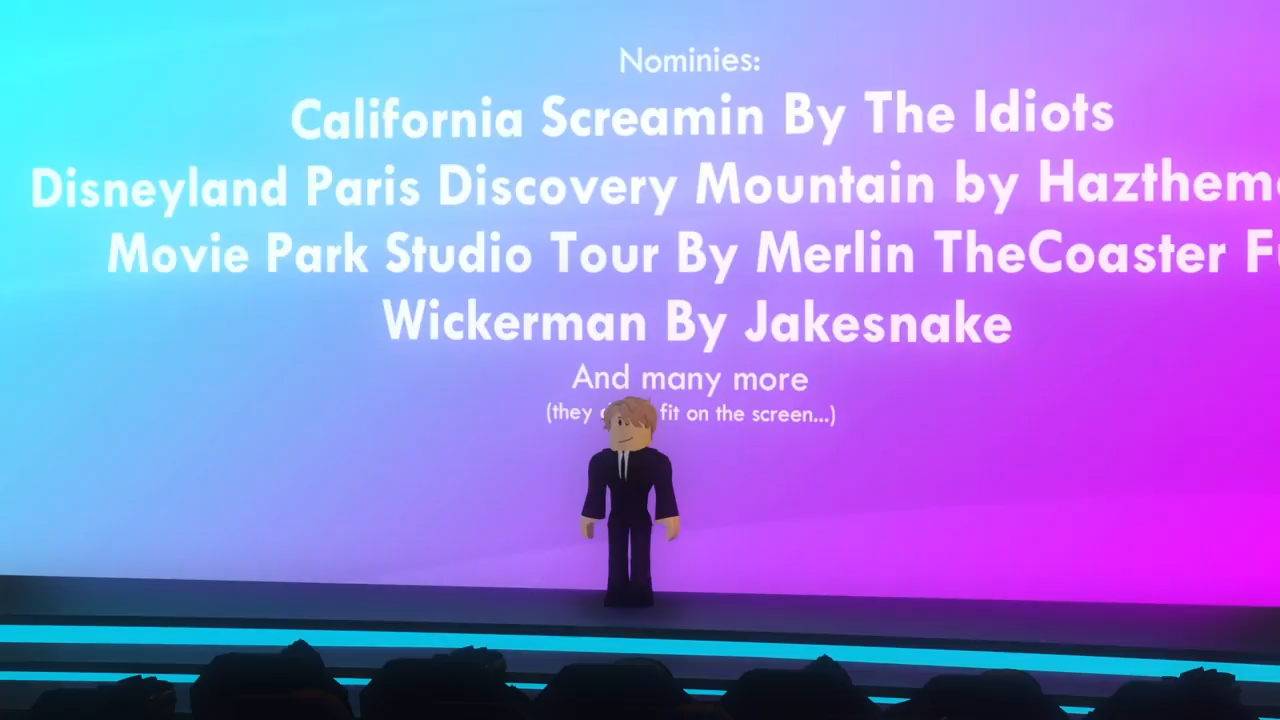 Nominies:
California Screamin By The Idiots
Disneyland Paris Discovery Mountain by
Movie Park Studio Tour By Merlin TheCoaster
Wickerman By Jakesnake
And many more
(they fit on the screen...)